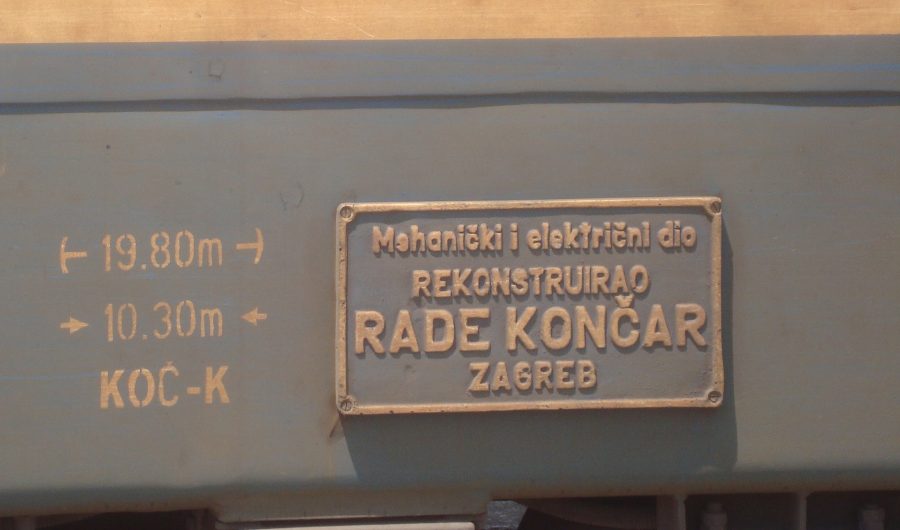 19.80m
10.30m
KOČ-K
Mehanički i električni dio
REKONSTRUIRAO
RADE KONČAR
ZAGREB